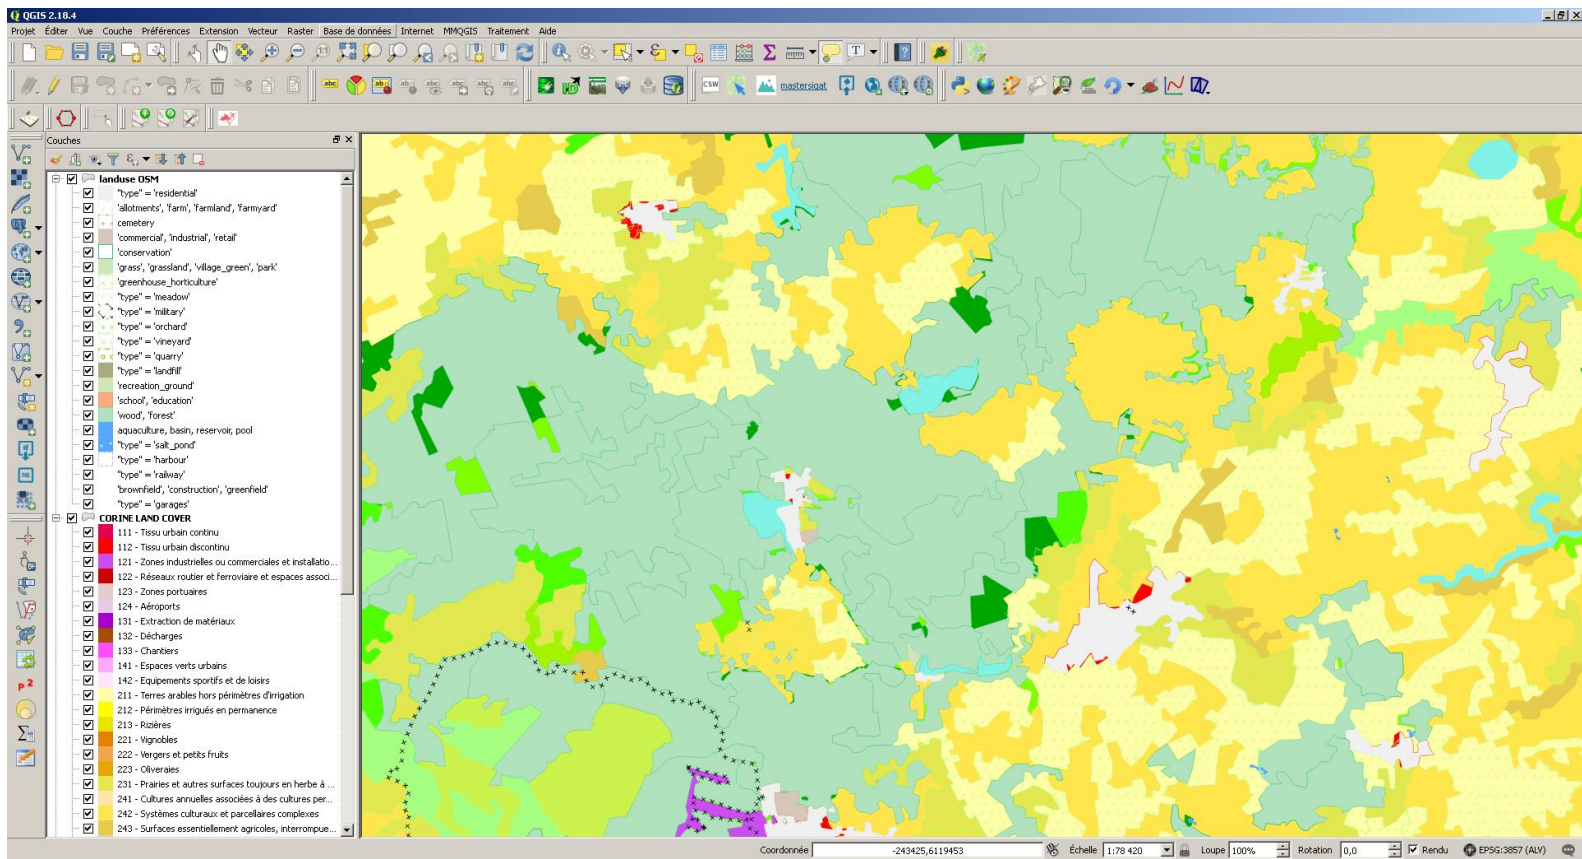 QGIS 2.18.4
Projet Éditer Vue Couche Préférences Extension Vecteur Raster Base de données Internet MMQGIS Traitement Aide
mastersigat
Couches
landuse OSM
"type" = 'residential'
'allotments', 'farm', 'farmland', 'farmyard'
cemetery
'commercial', 'industrial', 'retail'
'conservation'
'grass', 'grassland', 'village_green', 'park'
'greenhouse_horticulture'
"type" = 'meadow'
"type" = 'military'
"type" = 'orchard'
"type" = 'vineyard'
"type" = 'quarry'
"type" = 'landfill'
'recreation_ground'
'school', 'education'
'wood', 'forest'
aquaculture, basin, reservoir, pool
"type" = 'salt_pond'
"type" = 'harbour'
"type" = 'railway'
'brownfield', 'construction', 'greenfield'
"type" = 'garages'
CORINE LAND COVER
111 - Tissu urbain continu
112 - Tissu urbain discontinu
121 - Zones industrielles ou commerciales et installatio...
122 - Réseaux routier et ferroviaire et espaces associ...
123 - Zones portuaires
124 - Aéroports
131 - Extraction de matériaux
132 - Décharges
133 - Chantiers
141 - Espaces verts urbains
142 - Equipements sportifs et de loisirs
211 - Terres arables hors périmètres d'irrigation
212 - Périmètres irrigués en permanence
213 - Rizières
221 - Vignobles
222 - Vergers et petits fruits
223 - Oliveraies
231 - Prairies et autres surfaces toujours en herbe à ...
241 - Cultures annuelles associées à des cultures per...
242 - Systèmes culturaux et parcellaires complexes
243 - Surfaces essentiellement agricoles, interrompue...
Coordonnée -243425,6119453 Échelle 1:78 420 Loupe 100% Rotation 0,0 Rendu EPSG:3857 (ALV)